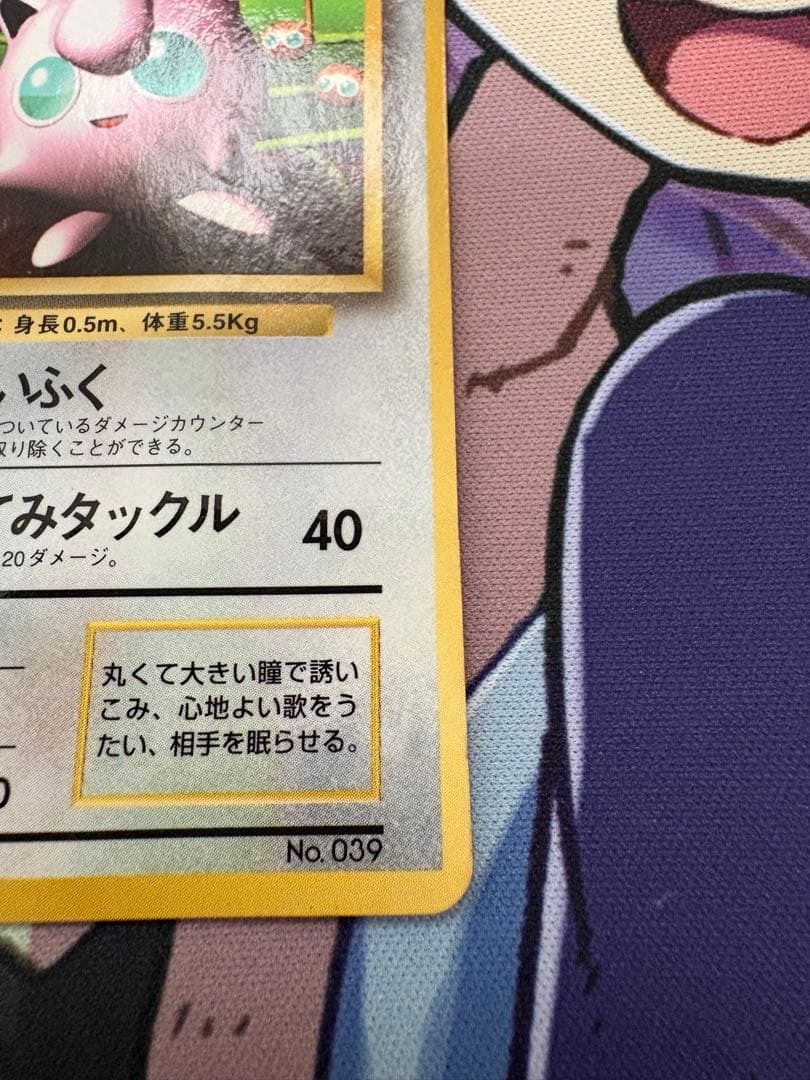 : 身長0.5m、体重5.5Kg
いふく
ついているダメージカウンター
取り除くことができる。
てみタックル 40
20ダメージ。
丸くて大きい瞳で誘い
こみ、心地よい歌をう
たい、相手を眠らせる。
0
No. 039